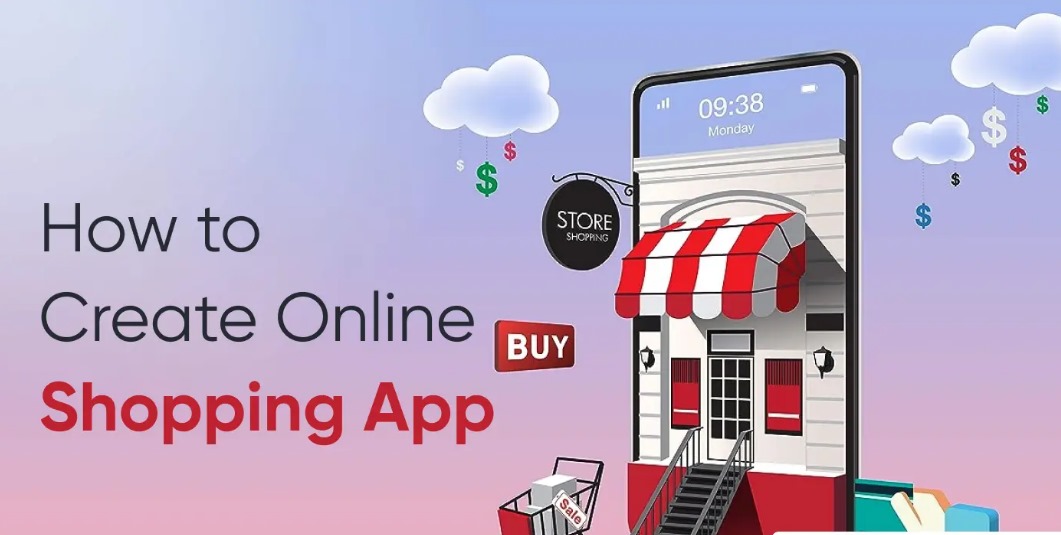 How to
Create Online
Shopping App
BUY
STORE
SHOPPING
09:38
Monday
Sale
$
$
$
$
$
$
$
$